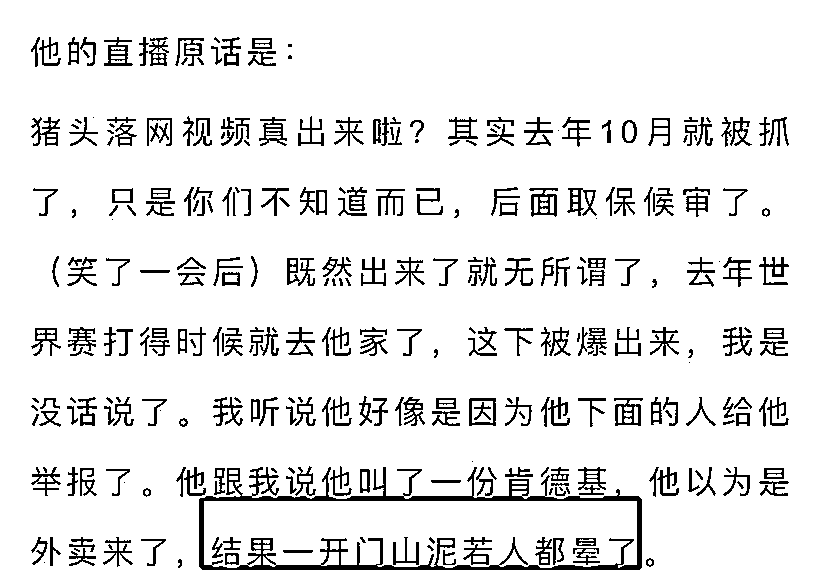 他的直播原话是：
猪头落网视频真出来啦？其实去年10月就被抓
了，只是你们不知道而已，后面取保候审了。
（笑了一会后）既然出来了就无所谓了，去年世
界赛打得时候就去他家了，这下被爆出来，我是
没话说了。我听说他好像是因为他下面的人给他
举报了。他跟我说他叫了一份肯德基，他以为是
外卖来了，结果一开门山泥若人都晕了。